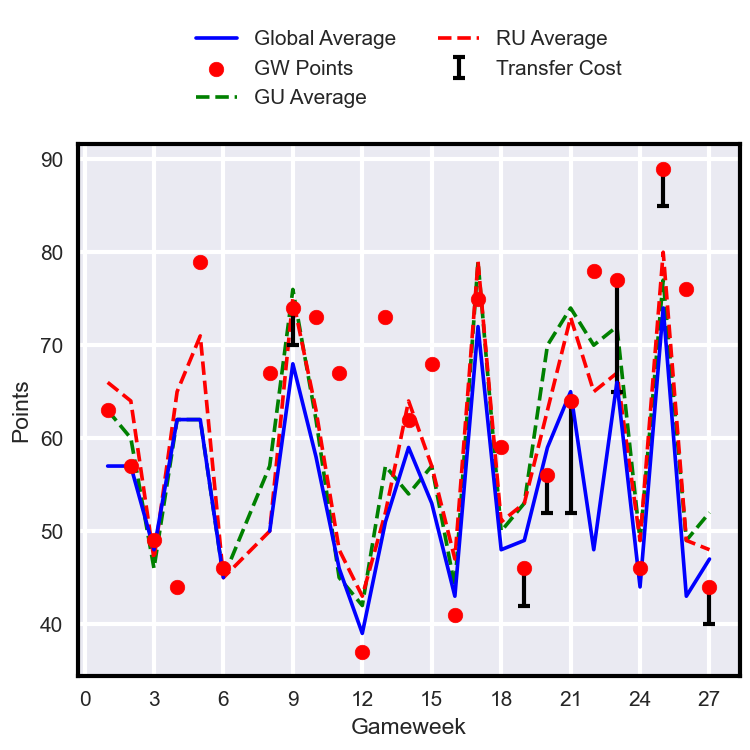 Global Average
GW Points
GU Average
RU Average
Transfer Cost
Points
90
80
70
60
50
40
0 3 6 9 12 15 18 21 24 27
Gameweek